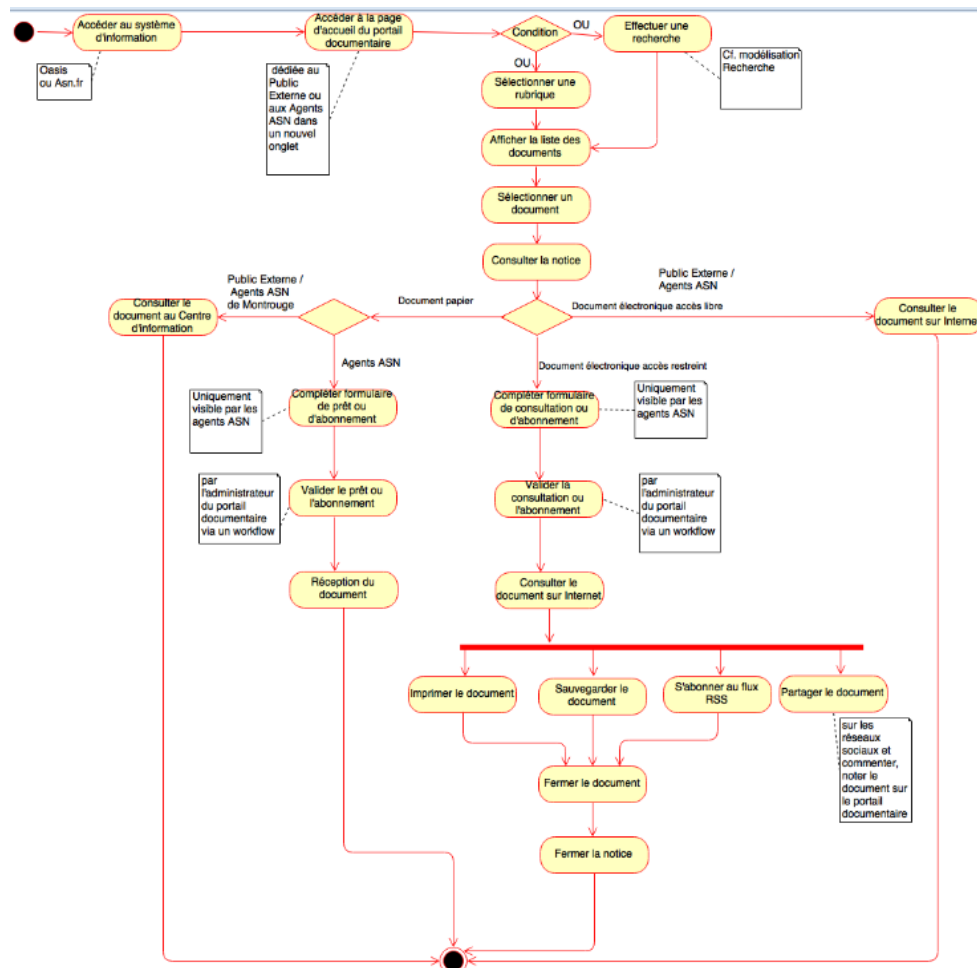 Accéder au système
d'information
Accéder à la page
d'accueil du portail
documentaire
Condition
OU
Effectuer une
recherche
Oasis
ou Asn.fr
dédiée au
Public
Externe ou
aux Agents
ASN dans
un nouvel
onglet
OU
Cf. modélisation
Recherche
Sélectionner une
rubrique
Afficher la liste des
documents
Sélectionner un
document
Consulter la notice
Public Externe /
Agents ASN
de Montrouge
Public Externe /
Agents ASN
Consulter le
document au Centre
d'information
Document papier
Document électronique accès libre
Consulter le
document sur Internet
Agents ASN
Document électronique accès restreint
Uniquement
visible par les
agents ASN
Compléter formulaire
de prêt ou
d'abonnement
Compléter formulaire
de consultation ou
d'abonnement
Uniquement
visible par les
agents ASN
par
l'administrateur
du portail
documentaire
via un workflow
Valider le prêt ou
l'abonnement
Valider la
consultation ou
l'abonnement
par
l'administrateur
du portail
documentaire
via un workflow
Réception du
document
Consulter le
document sur Internet
Imprimer le document
Sauvegarder le
document
S'abonner au flux
RSS
Partager le document
sur les
réseaux
sociaux et
commenter,
noter le
document sur
le portail
documentaire
Fermer le document
Fermer la notice